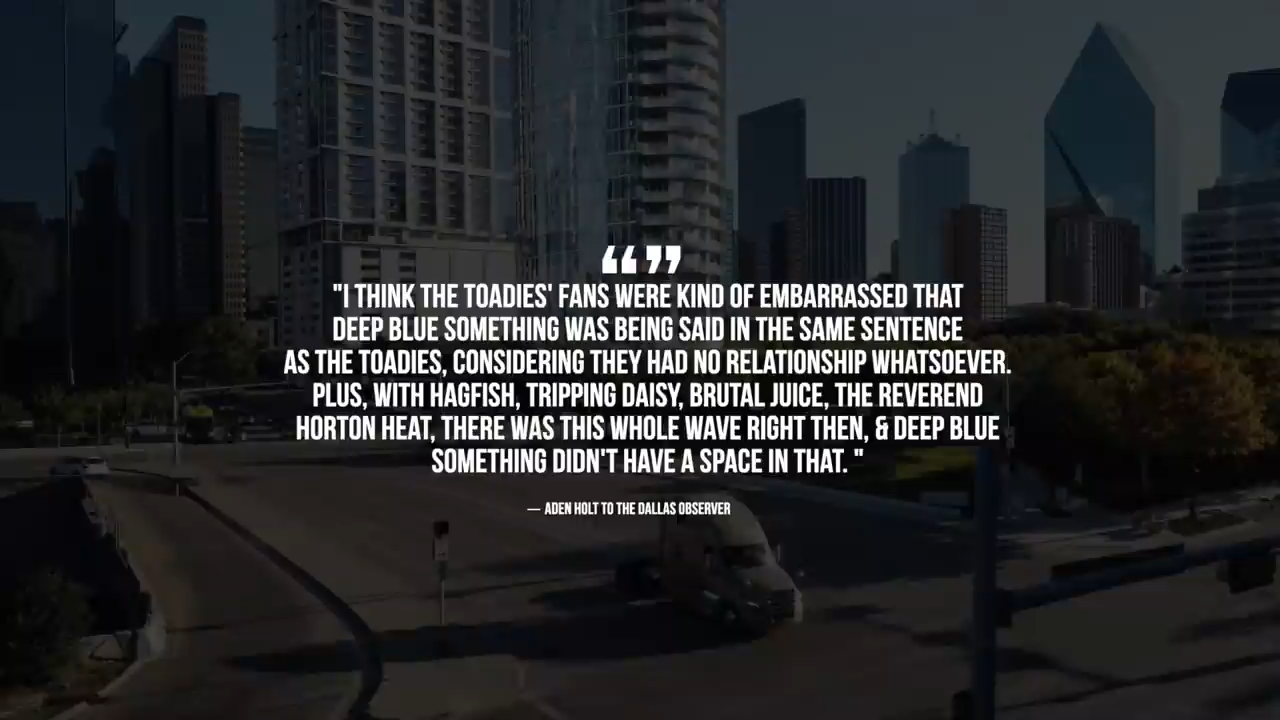 "I THINK THE TOADIES' FANS WERE KIND OF EMBARRASSED THAT
DEEP BLUE SOMETHING WAS BEING SAID IN THE SAME SENTENCE
AS THE TOADIES, CONSIDERING THEY HAD NO RELATIONSHIP WHATSOEVER.
PLUS, WITH HAGFISH, TRIPPING DAISY, BRUTAL JUICE, THE REVEREND
HORTON HEAT, THERE WAS THIS WHOLE WAVE RIGHT THEN, & DEEP BLUE
SOMETHING DIDN'T HAVE A SPACE IN THAT. "
— ADEN HOLT TO THE DALLAS OBSERVER